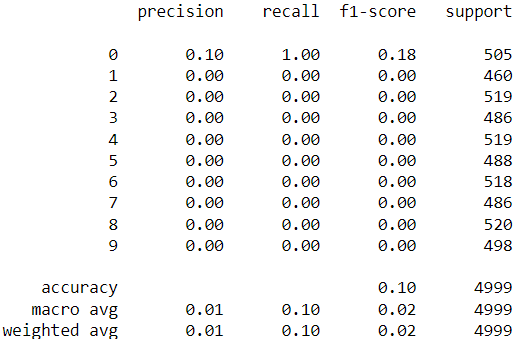 precision recall f1-score support
0 0.10 1.00 0.18 505
1 0.00 0.00 0.00 460
2 0.00 0.00 0.00 519
3 0.00 0.00 0.00 486
4 0.00 0.00 0.00 519
5 0.00 0.00 0.00 488
6 0.00 0.00 0.00 518
7 0.00 0.00 0.00 486
8 0.00 0.00 0.00 520
9 0.00 0.00 0.00 498
accuracy 0.10 4999
macro avg 0.01 0.10 0.02 4999
weighted avg 0.01 0.10 0.02 4999